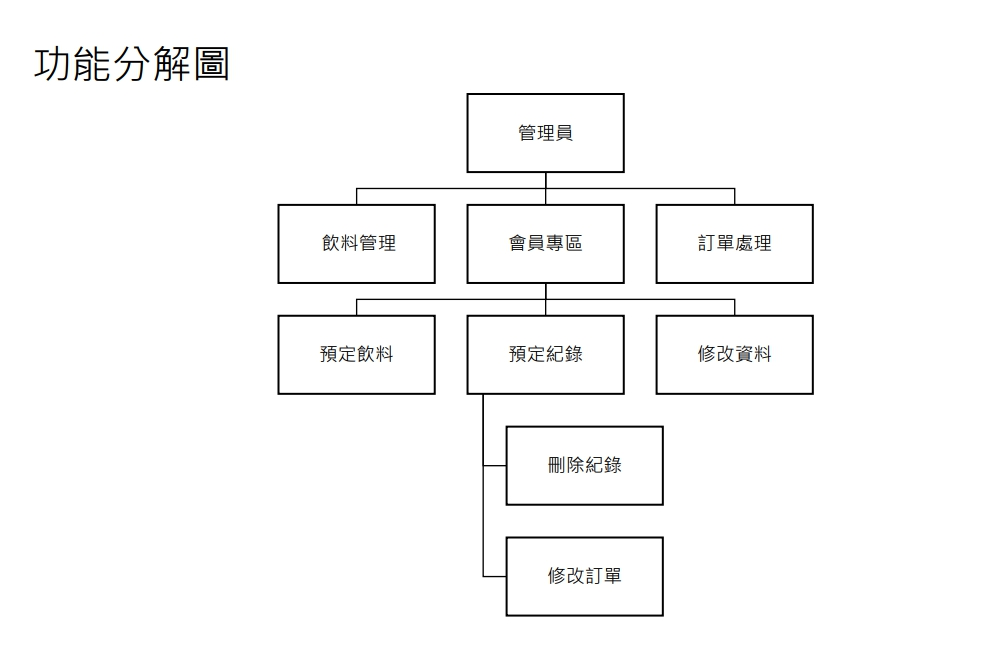 功能分解圖
管理員
飲料管理
會員專區
訂單處理
預定飲料
預定紀錄
修改資料
刪除紀錄
修改訂單